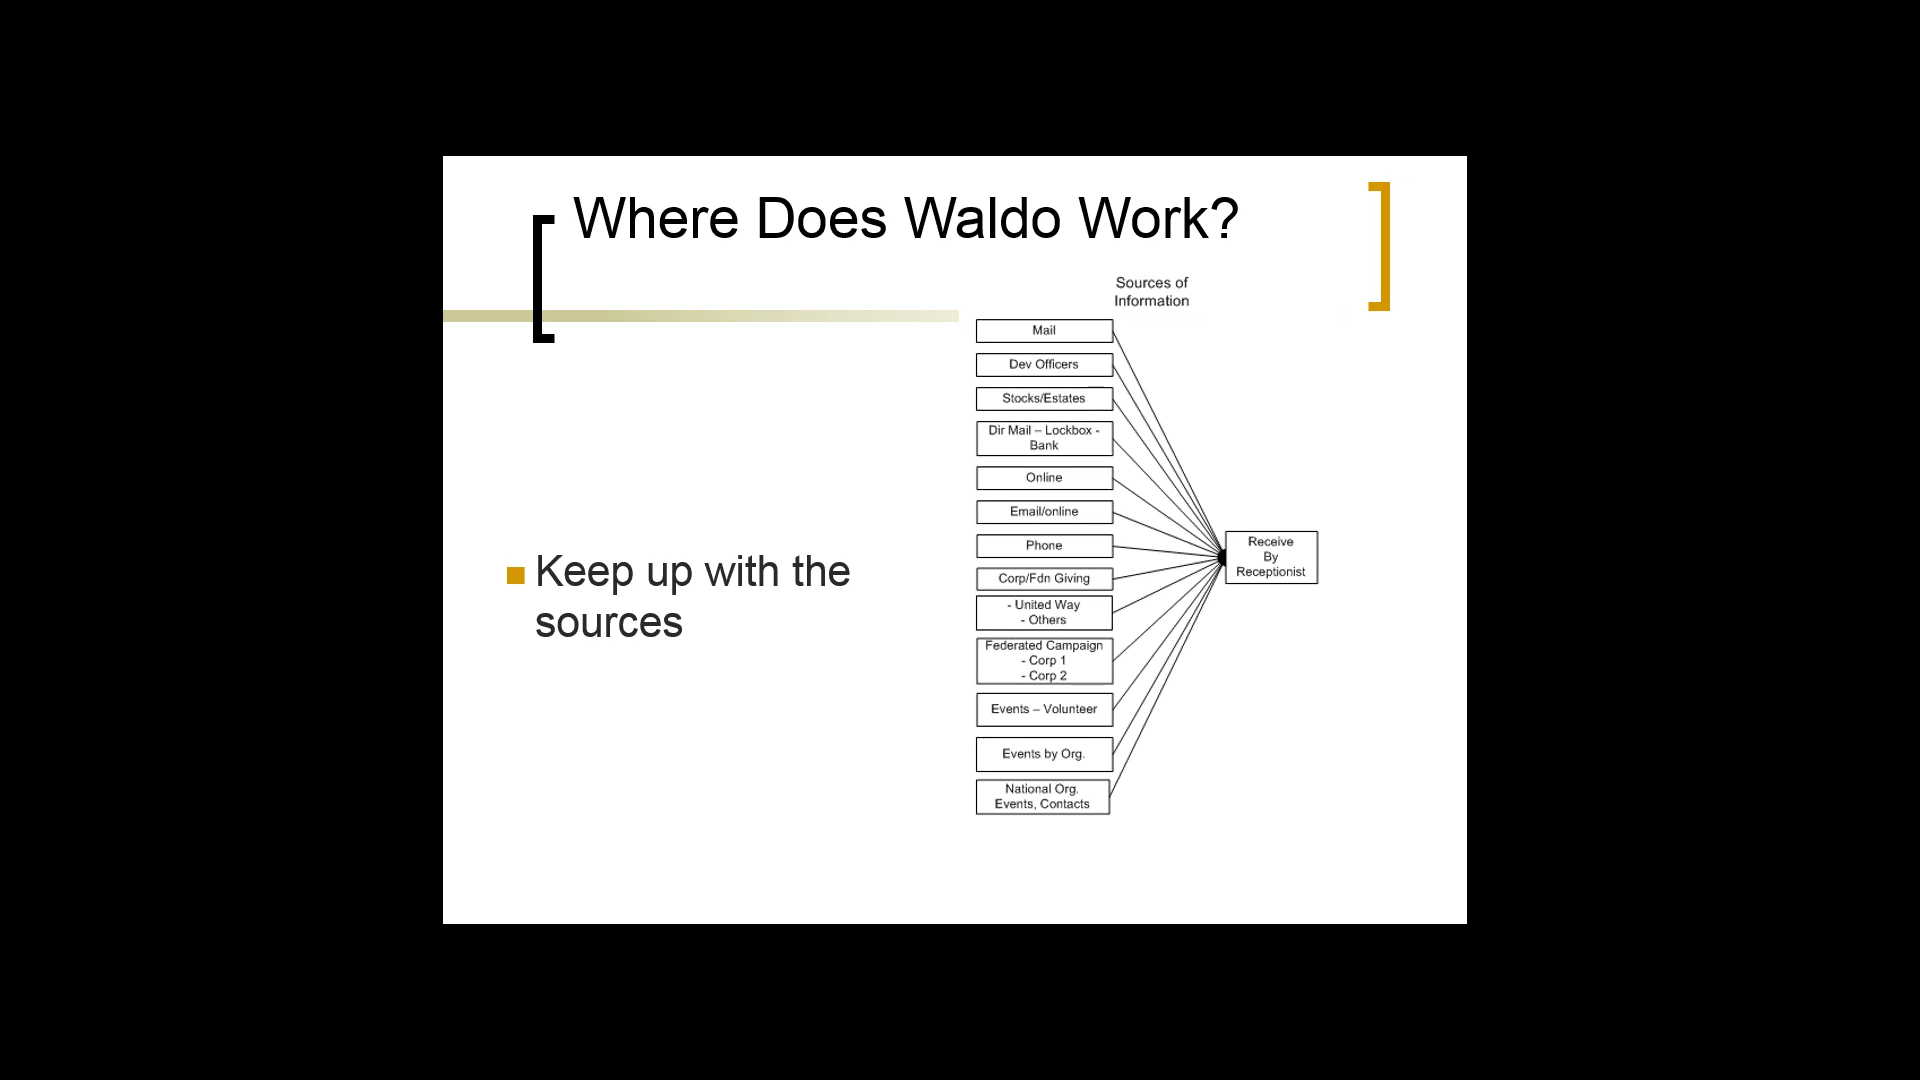 Where Does Waldo Work?
Sources of
Information
Mail
Dev Officers
Stocks/Estates
Dir Mail – Lockbox -
Bank
Online
Email/online
Phone
Corp/Fdn Giving
- United Way
- Others
Federated Campaign
- Corp 1
- Corp 2
Events – Volunteer
Events by Org.
National Org.
Events, Contacts
Receive
By
Receptionist
Keep up with the
sources